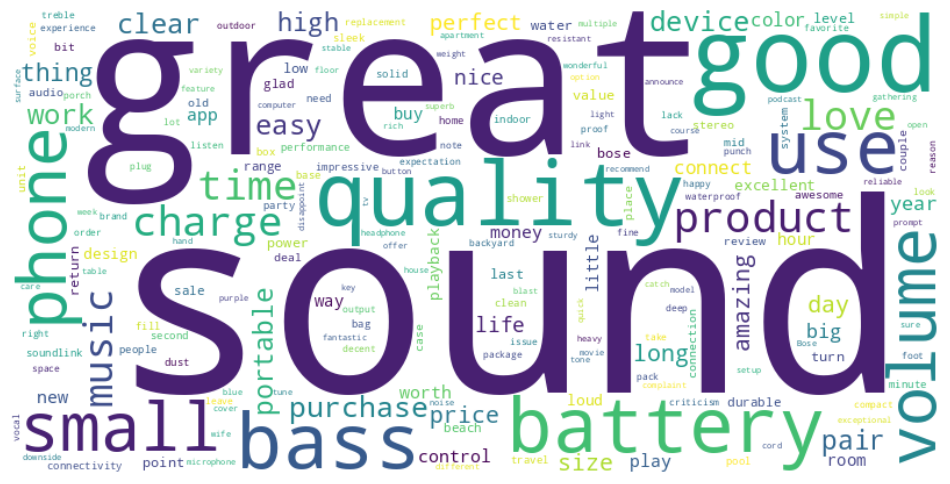 great
sound
good
quality
use
phone
small
bass
battery
volume
product
time
charge
love
music
portable
purchase
price
device
clear
high
perfect
thing
work
easy
nice
app
buy
low
glad
bit
audio
old
porch
lot
treble
experience
voice
outdoor
sleek
replacement
stable
floor
apartment
weight
water
resistant
multiple
wonderful
option
announce
color
level
favorite
simple
surface
modern
variety
feature
computer
need
solid
superb
rich
home
indoor
value
light
proof
lack
course
stereo
podcast
gathering
system
couple
open
reason
unit
plug
listen
box
performance
range
impressive
expectation
note
button
base
link
bose
connect
mid
punch
recommend
reliable
look
year
week
brand
order
hand
party
disappoint
tv
headphone
offer
shower
backyard
sturdy
money
fine
place
happy
waterproof
excellent
awesome
prompt
return
design
care
table
right
power
deal
playback
house
little
review
hour
amazing
sure
soundlink
space
fill
second
people
dust
sale
purple
way
key
output
fantastic
decent
bag
case
last
clean
blast
life
issue
package
quick
heavy
tone
movie
catch
deep
model
take
long
complaint
pack
connection
setup
day
big
Bose
turn
foot
minute
new
vocal
downside
connectivity
leave
wife
blue
cover
microphone
tune
noise
worth
beach
control
point
different
travel
loud
size
cord
play
criticism
durable
pool
room
pair
compact
exceptional